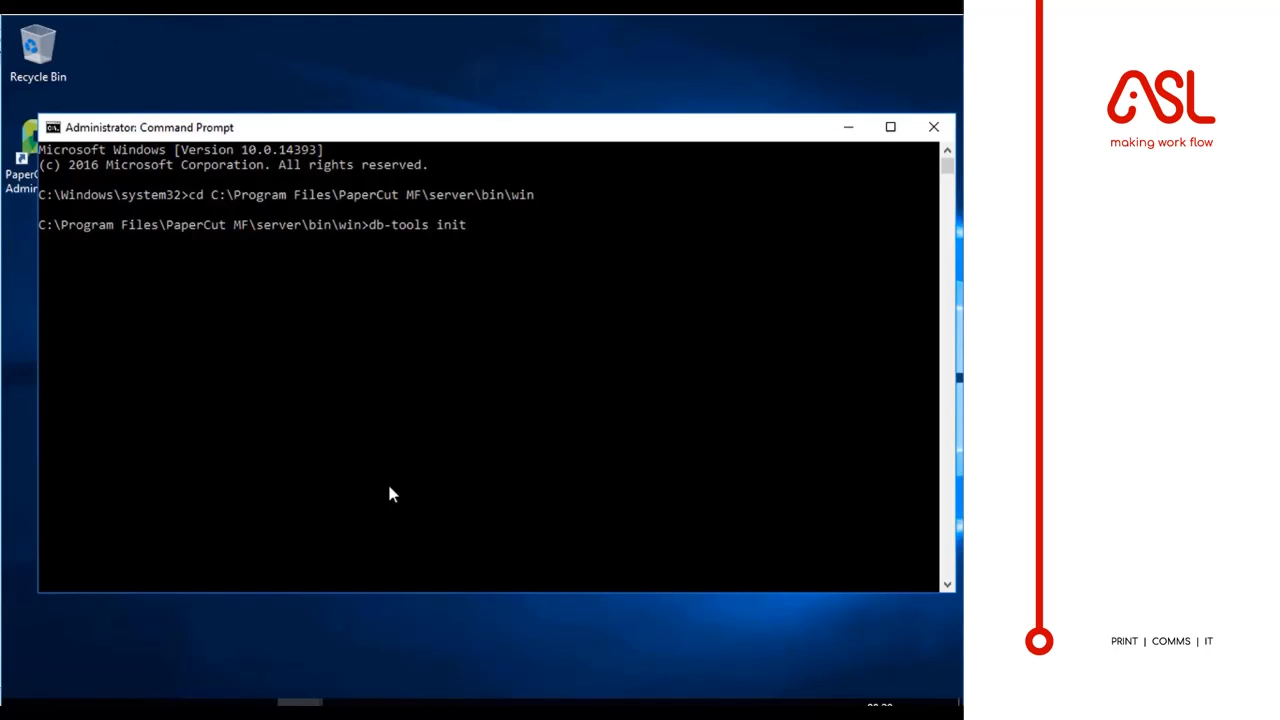 Recycle Bin
Administrator: Command Prompt
Microsoft Windows [Version 10.0.14393]
(c) 2016 Microsoft Corporation. All rights reserved.
C:\Windows\system32>cd C:\Program Files\PaperCut MF\server\bin\win
C:\Program Files\PaperCut MF\server\bin\win>db-tools init
ASL
making work flow
PRINT | COMMS | IT